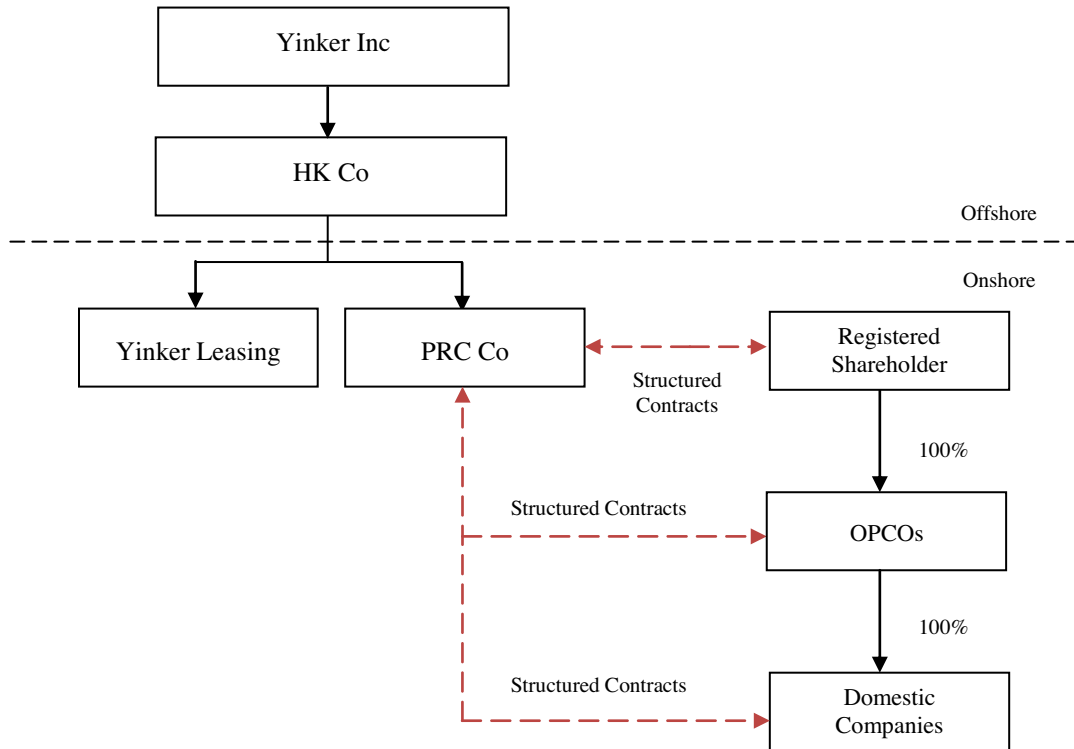 Yinker Inc
HK Co
Offshore
Onshore
Yinker Leasing
PRC Co
Registered
Shareholder
Structured
Contracts
100%
Structured Contracts
OPCOs
100%
Structured Contracts
Domestic
Companies